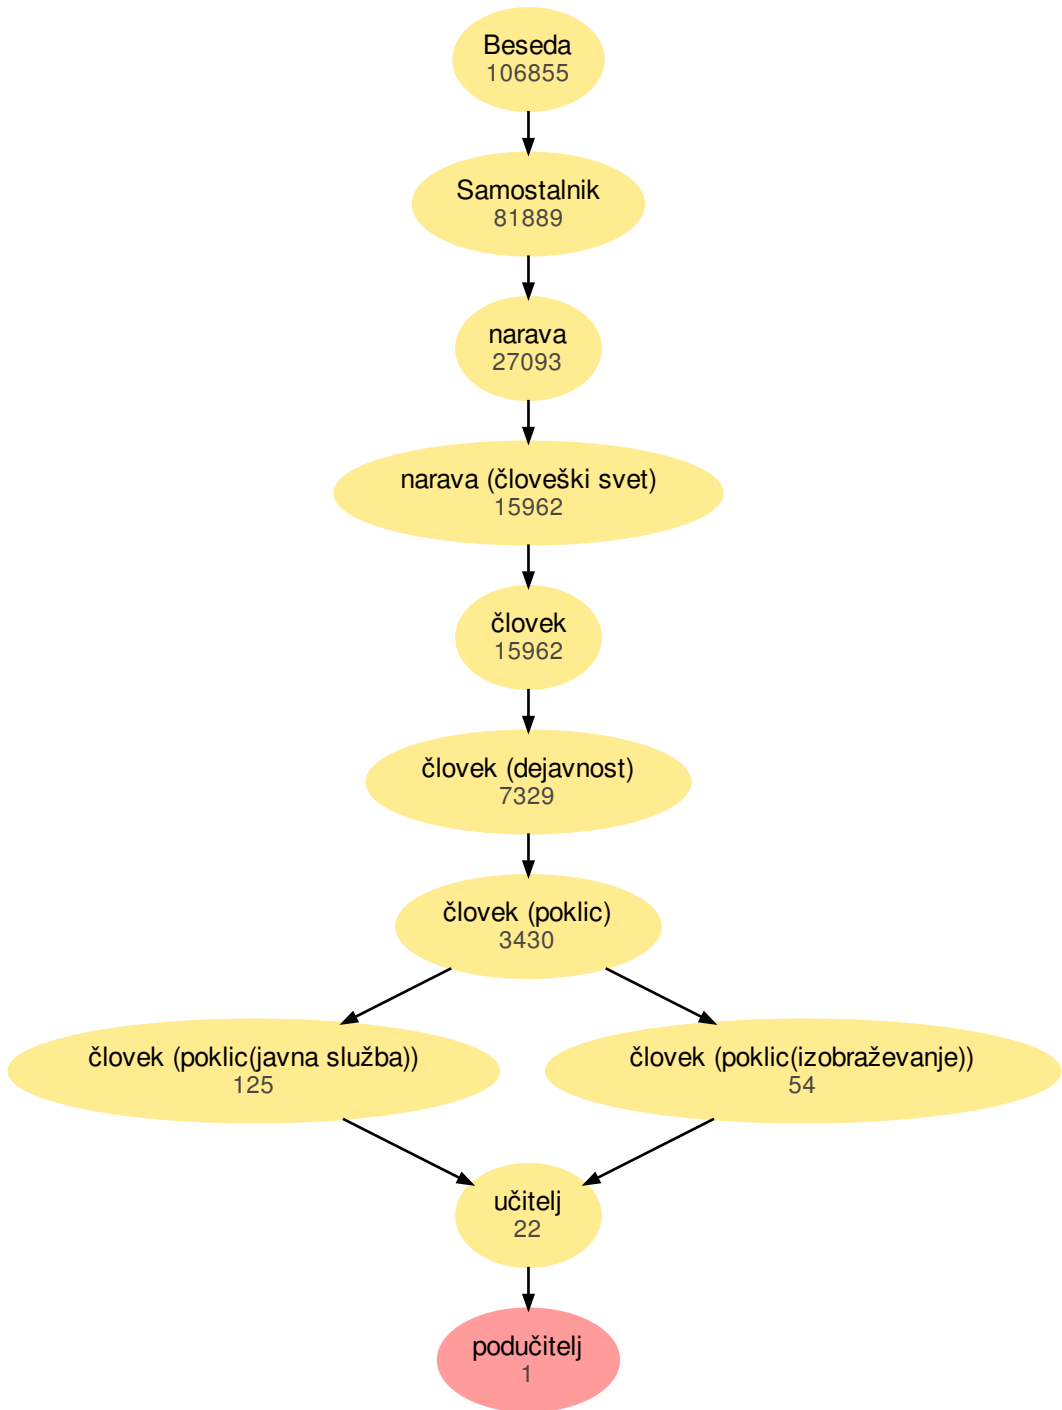 Beseda
106855
Samostalnik
81889
narava
27093
narava (človeški svet)
15962
človek
15962
človek (dejavnost)
7329
človek (poklic)
3430
človek (poklic(javna služba))
125
človek (poklic(izobraževanje))
54
učitelj
22
podučitelj
1